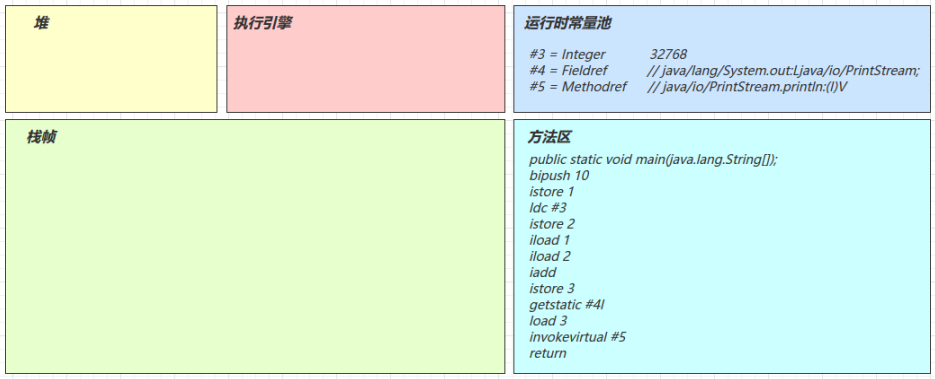 堆
执行引擎
运行时常量池
#3 = Integer 32768
#4 = Fieldref // java/lang/System.out:Ljava/io/PrintStream;
#5 = Methodref // java/io/PrintStream.println:(I)V
栈帧
方法区
public static void main(java.lang.String[]);
bipush 10
istore 1
ldc #3
istore 2
iload 1
iload 2
iadd
istore 3
getstatic #4I
load 3
invokevirtual #5
return